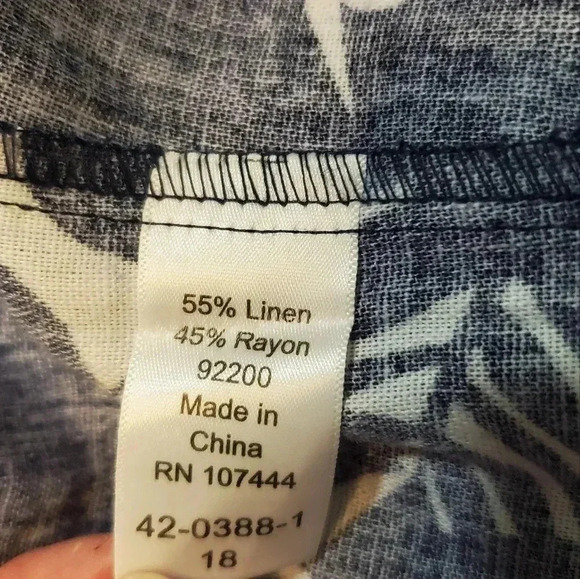 55% Linen
45% Rayon
92200
Made in
China
RN 107444
42-0388-1
18